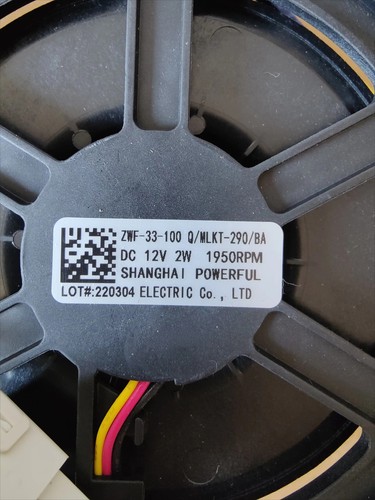 ZWF-33-100 Q/MLKT-290/BA
DC 12V 2W 1950RPM
SHANGHAI POWERFUL
LOT#:220304 ELECTRIC Co., LTD